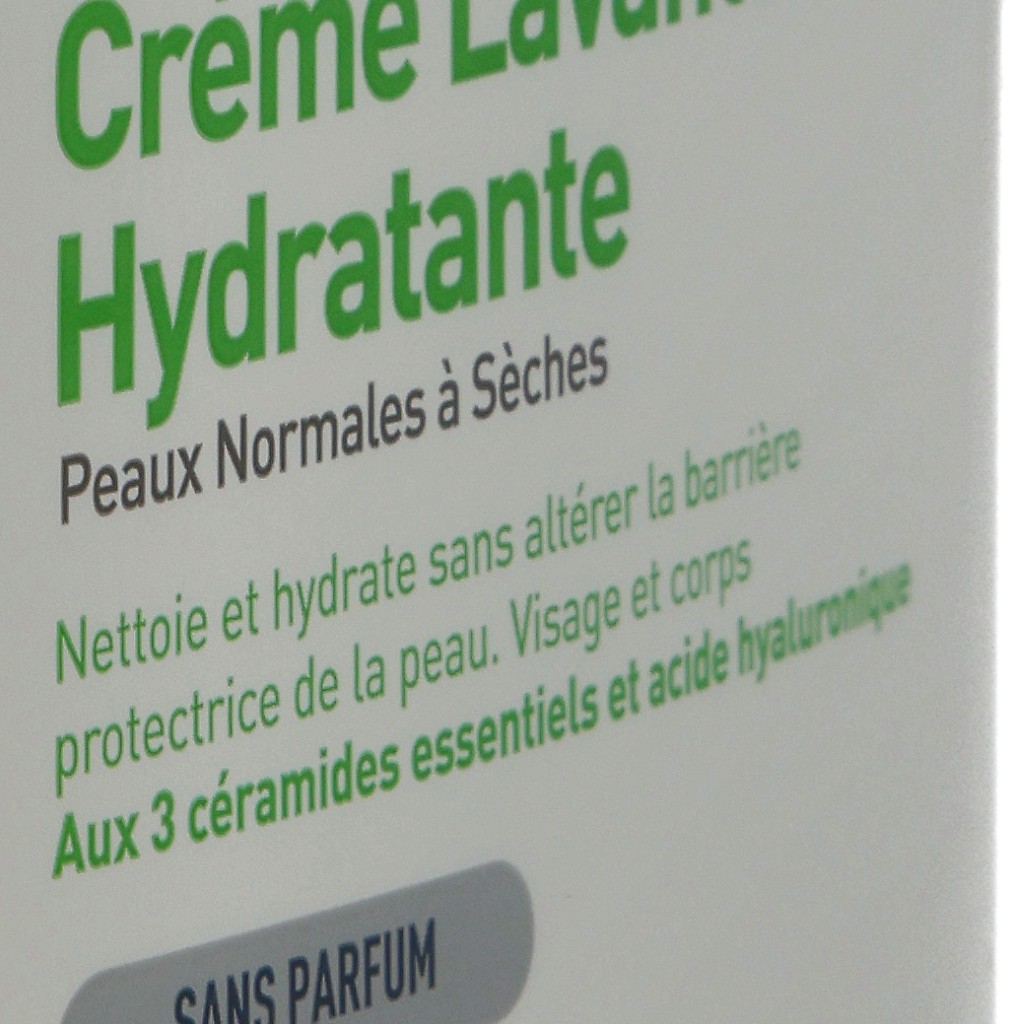 Crème
Hydratante
Peaux Normales à Sèches
Nettoie et hydrate sans altérer la barrière
protectrice de la peau. Visage et corps
Aux 3 céramides essentiels et acide hyaluronique
SANS PARFUM